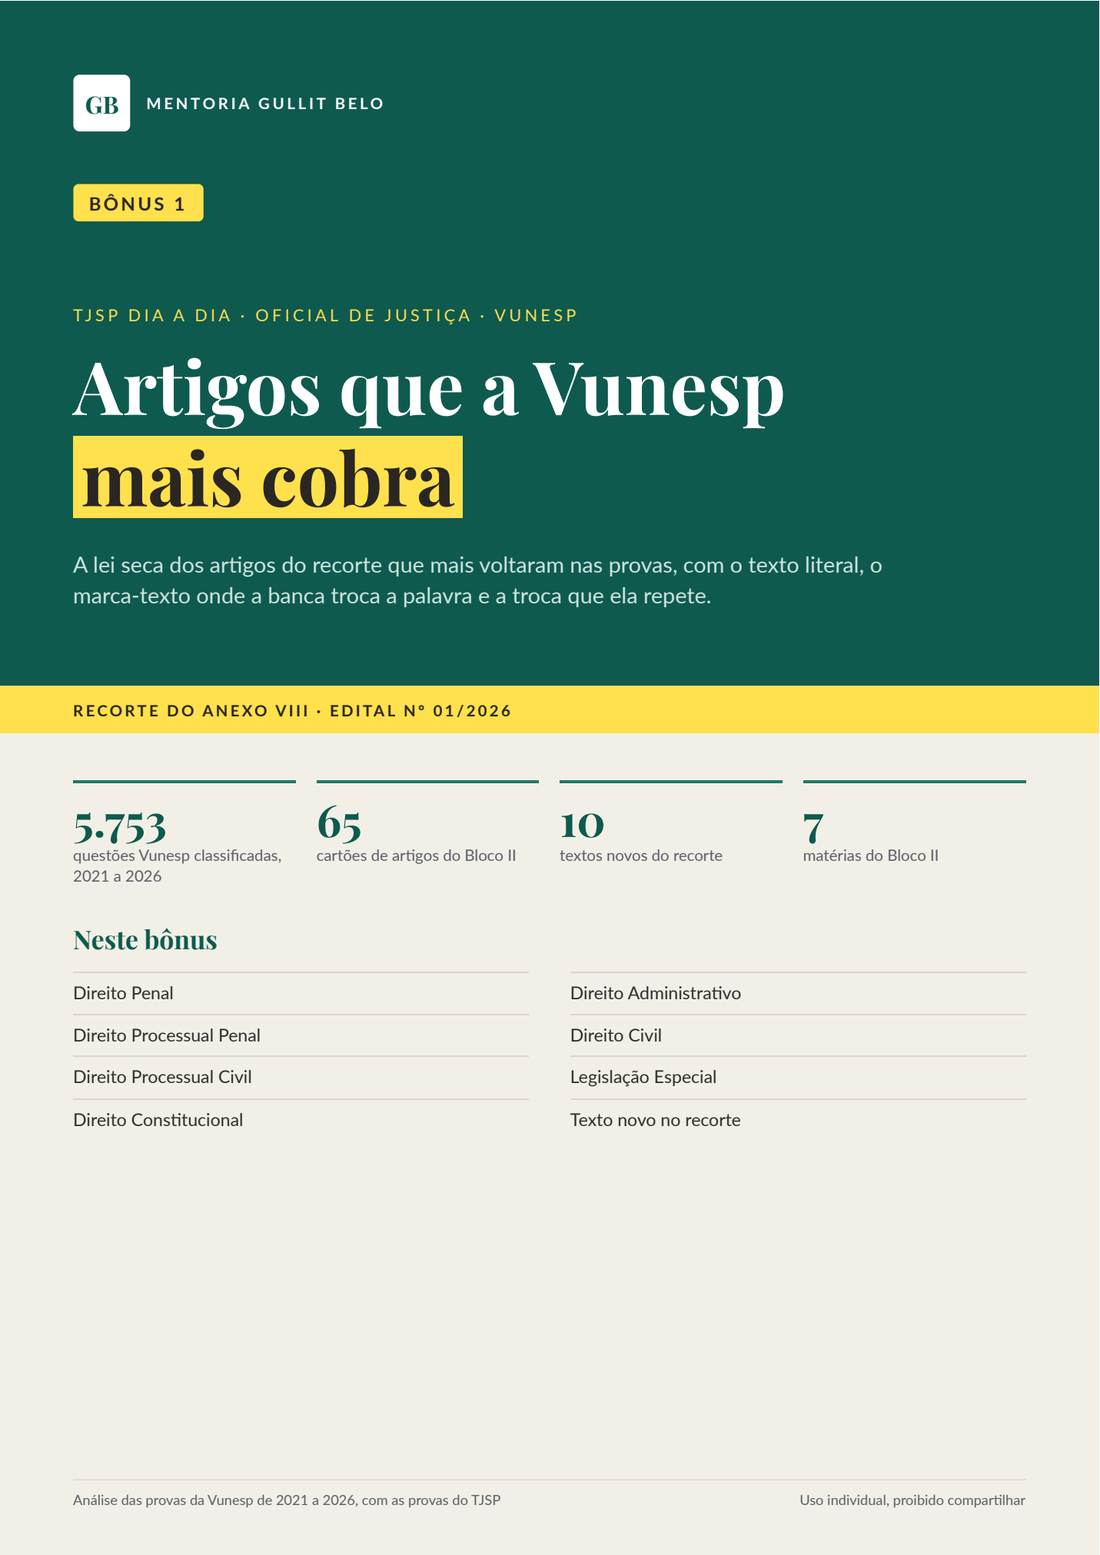 GB
MENTORIA GULLIT BELO
BÔNUS 1
TJSP DIA A DIA · OFICIAL DE JUSTIÇA · VUNESP
Artigos que a Vunesp
mais cobra
A lei seca dos artigos do recorte que mais voltaram nas provas, com o texto literal, o
marca-texto onde a banca troca a palavra e a troca que ela repete.
RECORTE DO ANEXO VIII · EDITAL Nº 01/2026
5.753
questões Vunesp classificadas,
2021 a 2026
65
cartões de artigos do Bloco II
10
textos novos do recorte
7
matérias do Bloco II
Neste bônus
Direito Penal
Direito Processual Penal
Direito Processual Civil
Direito Constitucional
Direito Administrativo
Direito Civil
Legislação Especial
Texto novo no recorte
Análise das provas da Vunesp de 2021 a 2026, com as provas do TJSP
Uso individual, proibido compartilhar